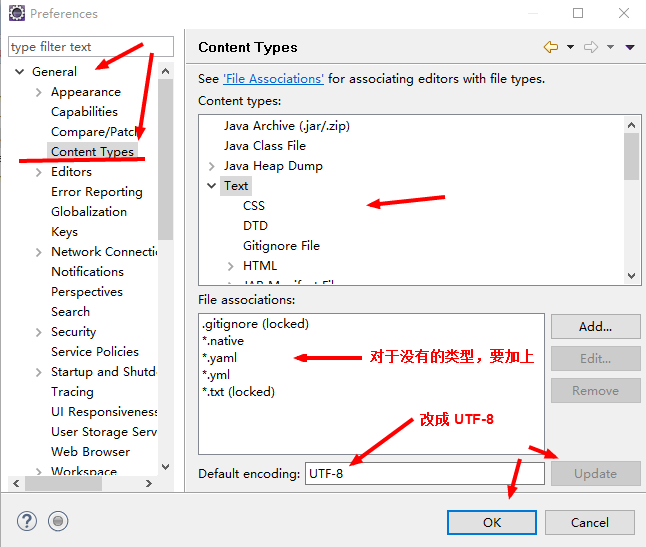 Preferences
type filter text
General
Appearance
Capabilities
Compare/Patch
Content Types
Editors
Error Reporting
Globalization
Keys
Network Connectio
Notifications
Perspectives
Search
Security
Service Policies
Startup and Shutdo
Tracing
UI Responsiveness
User Storage Serv
Web Browser
Workspace
Content Types
See 'File Associations' for associating editors with file types.
Content types:
Java Archive (.jar/.zip)
Java Class File
Java Heap Dump
Text
CSS
DTD
Gitignore File
HTML
JAR Manifest File
File associations:
.gitignore (locked)
*.native
*.yaml
*.yml
*.txt (locked)
对于没有的类型，要加上
改成 UTF-8
Add...
Edit...
Remove
Default encoding:
UTF-8
Update
OK
Cancel